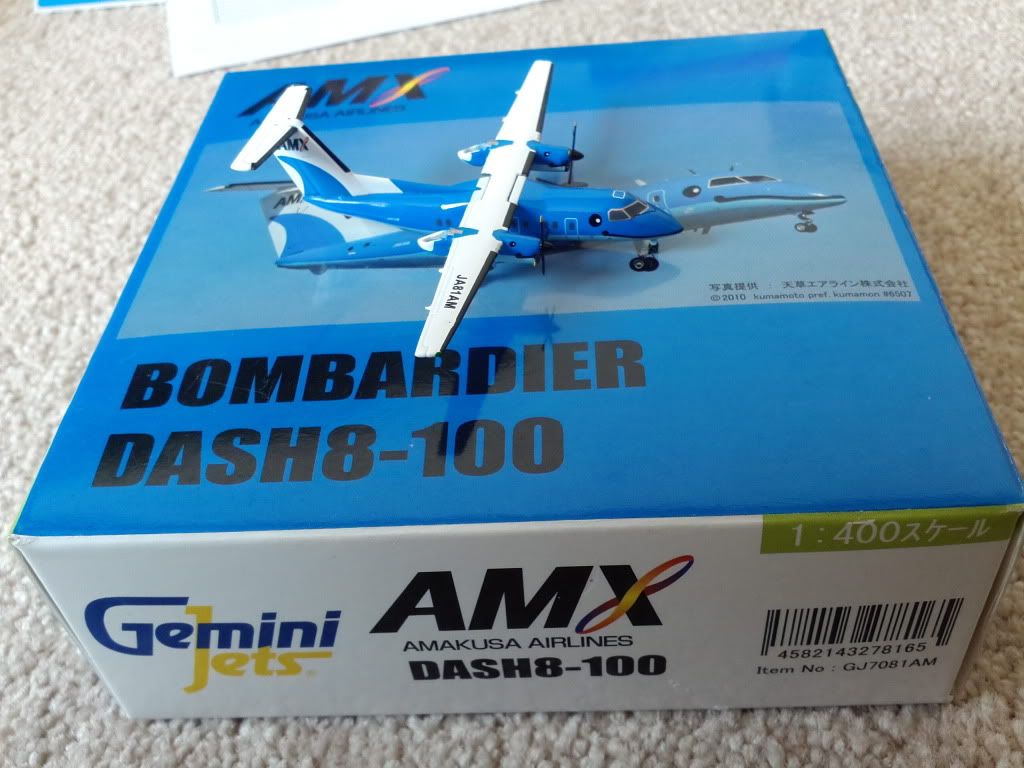 AMX
AMAKUSA AIRLINES
AMX
AM
JA81AM
写真提供 : 天草エアライン株式会社
©2010 kumamoto pref. kumamon #6507
BOMBARDIER
DASH8-100
1:400スケール
Gemini
Jets
AMX
AMAKUSA AIRLINES
DASH8-100
4582143278165
Item No : GJ7081AM